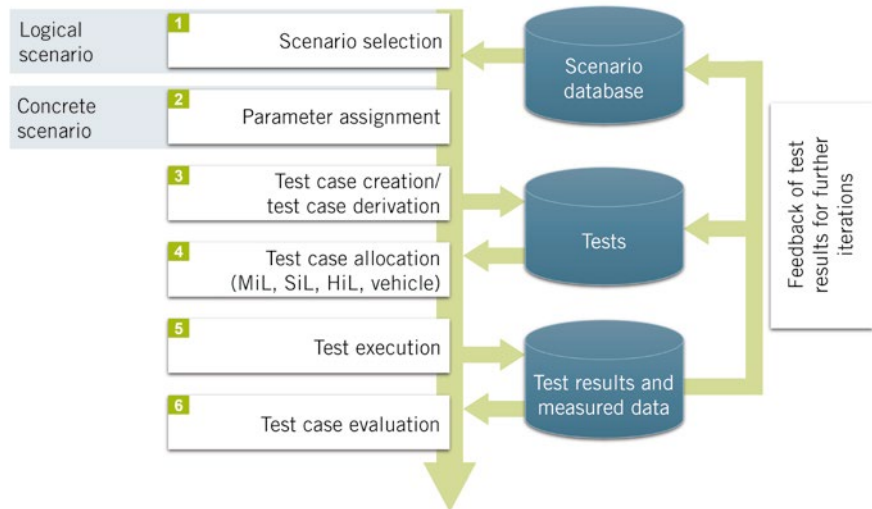 Logical
scenario
1
Scenario selection
Scenario
database
Concrete
scenario
2
Parameter assignment
3
Test case creation/
test case derivation
Tests
4
Test case allocation
(MiL, SiL, HiL, vehicle)
5
Test execution
Test results and
measured data
6
Test case evaluation
Feedback of test
results for further
iterations